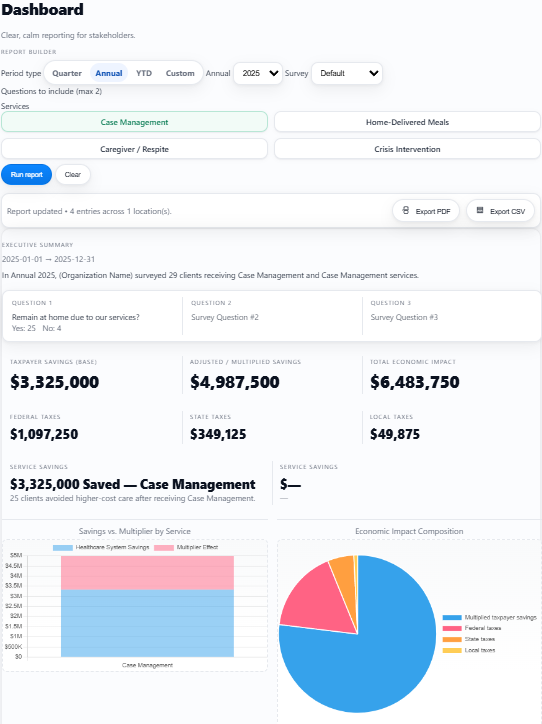 Dashboard
Clear, calm reporting for stakeholders.
REPORT BUILDER
Period type Quarter Annual YTD Custom Annual 2025 Survey Default
Questions to include (max 2)
Services
Case Management Home-Delivered Meals
Caregiver / Respite Crisis Intervention
Run report Clear
Report updated • 4 entries across 1 location(s). Export PDF Export CSV
EXECUTIVE SUMMARY
2025-01-01 → 2025-12-31
In Annual 2025, (Organization Name) surveyed 29 clients receiving Case Management and Case Management services.
QUESTION 1 QUESTION 2 QUESTION 3
Remain at home due to our services? Survey Question #2 Survey Question #3
Yes: 25 No: 4
TAXPAYER SAVINGS (BASE) ADJUSTED / MULTIPLIED SAVINGS TOTAL ECONOMIC IMPACT
$3,325,000 $4,987,500 $6,483,750
FEDERAL TAXES STATE TAXES LOCAL TAXES
$1,097,250 $349,125 $49,875
SERVICE SAVINGS SERVICE SAVINGS
$3,325,000 Saved — Case Management $—
25 clients avoided higher-cost care after receiving Case Management. —
Savings vs. Multiplier by Service Economic Impact Composition
Healthcare System Savings Multiplier Effect
$5M
$4.5M
$4M
$3.5M
$3M
$2.5M
$2M
$1.5M
$1M
$500K
$0
Case Management
Multiplied taxpayer savings
Federal taxes
State taxes
Local taxes